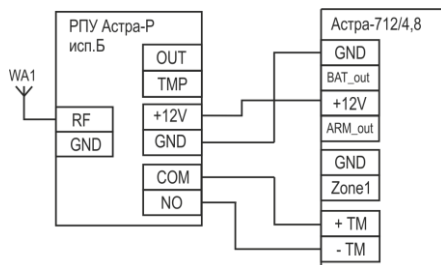 РПУ Астра-Р
исп.Б
OUT
TMP
WA1
RF
GND
+12V
GND
COM
NO
Астра-712/4,8
GND
BAT_out
+12V
ARM_out
GND
Zone1
+ TM
- TM